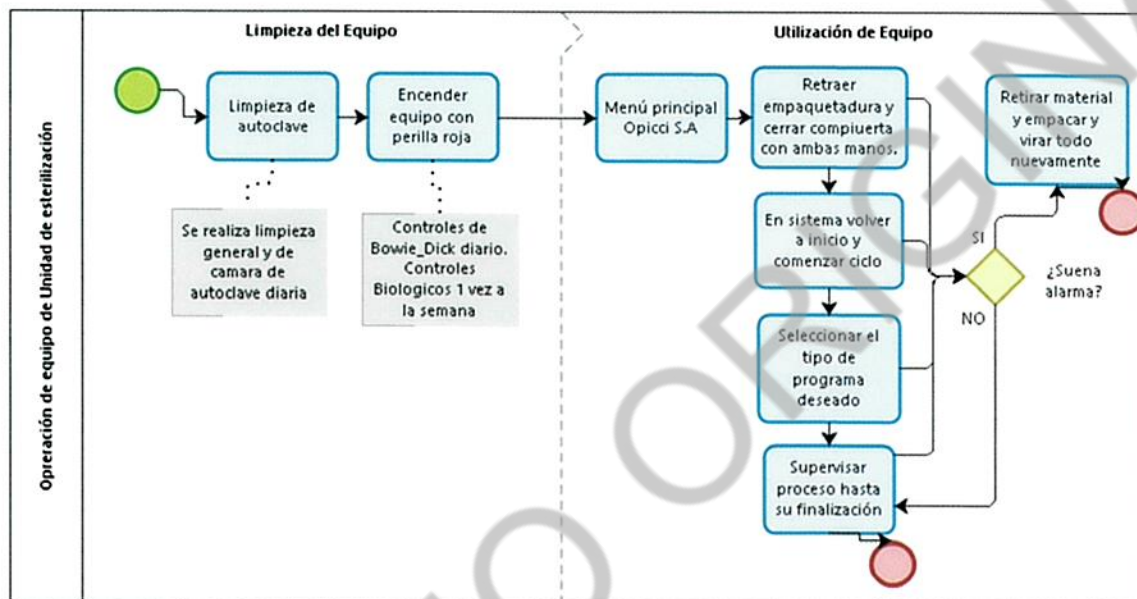 Opreración de equipo de Unidad de esterilización
Limpieza del Equipo
Limpieza de
autoclave
Encender
equipo con
perilla roja
Se realiza limpieza
general y de
camara de
autoclave diaria
Controles de
Bowie_Dick diario.
Controles
Biologicos 1 vez a
la semana
Utilización de Equipo
Menú principal
Opicci S.A
Retraer
empaquetadura y
cerrar compiuerta
con ambas manos.
En sistema volver
a inicio y
comenzar ciclo
Seleccionar el
tipo de
programa
deseado
Supervisar
proceso hasta
su finalización
Retirar material
y empacar y
virar todo
nuevamente
SI
¿Suena
alarma?
NO
O ORIGINA